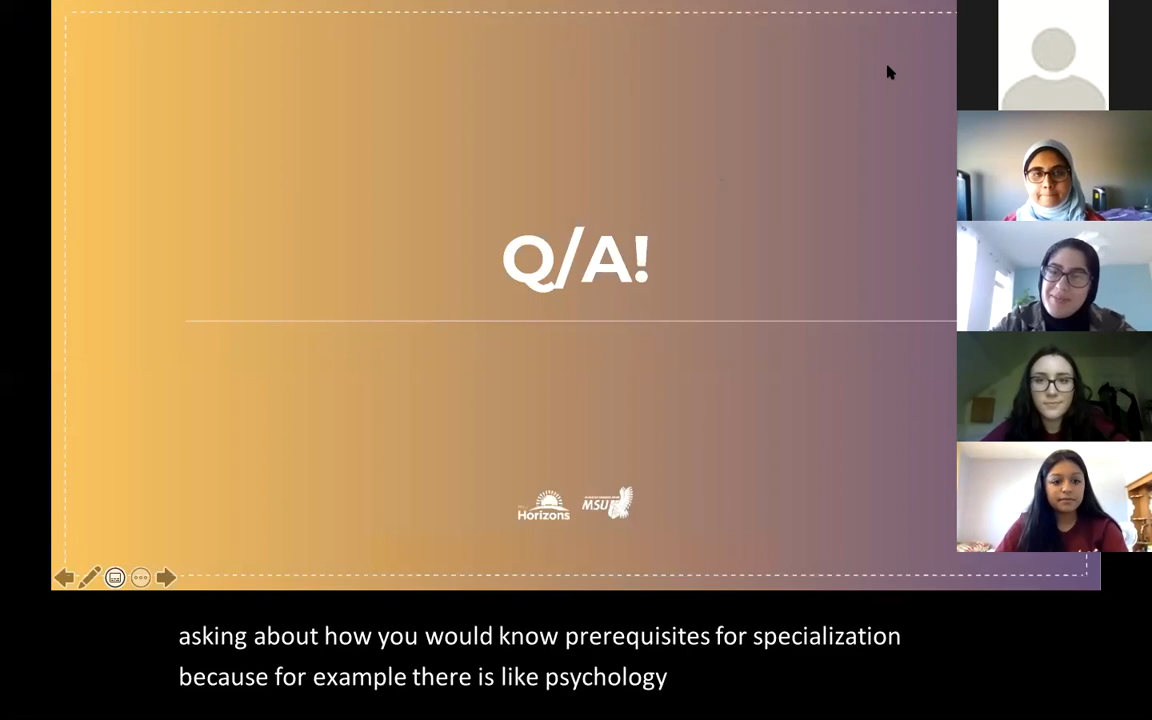 Q/A!
Horizons
MSU
asking about how you would know prerequisites for specialization
because for example there is like psychology